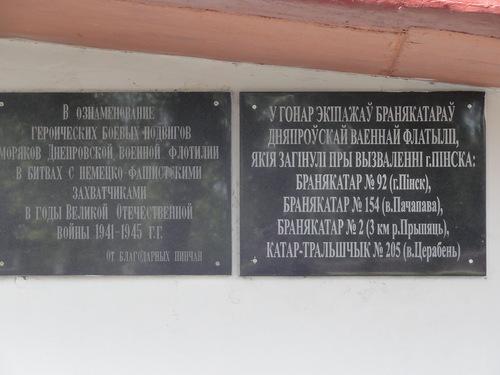 В ОЗНАМЕНОВАНИЕ
ГЕРОИЧЕСКИХ БОЕВЫХ ПОДВИГОВ
МОРЯКОВ ДНЕПРОВСКОЙ ВОЕННОЙ ФЛОТИЛИИ
В БИТВАХ С НЕМЕЦКО-ФАШИСТСКИМИ
ЗАХВАТЧИКАМИ
В ГОДЫ ВЕЛИКОЙ ОТЕЧЕСТВЕННОЙ
ВОЙНЫ 1941-1945 Г.Г.
ОТ БЛАГОДАРНЫХ ПИНЧАН
У ГОНАР ЭКІПАЖАЎ БРАНЯКАТАРАЎ
ДНЯПРОЎСКАЙ ВАЕННАЙ ФЛАТЫЛІІ,
ЯКІЯ ЗАГІНУЛІ ПРЫ ВЫЗВАЛЕННІ г.ПІНСКА:
БРАНЯКАТАР № 92 (г.Пінск),
БРАНЯКАТАР № 154 (в.Пачапава),
БРАНЯКАТАР № 2 (3 км р.Прыпяць),
КАТАР-ТРАЛЬШЧЫК № 205 (в.Церабень)